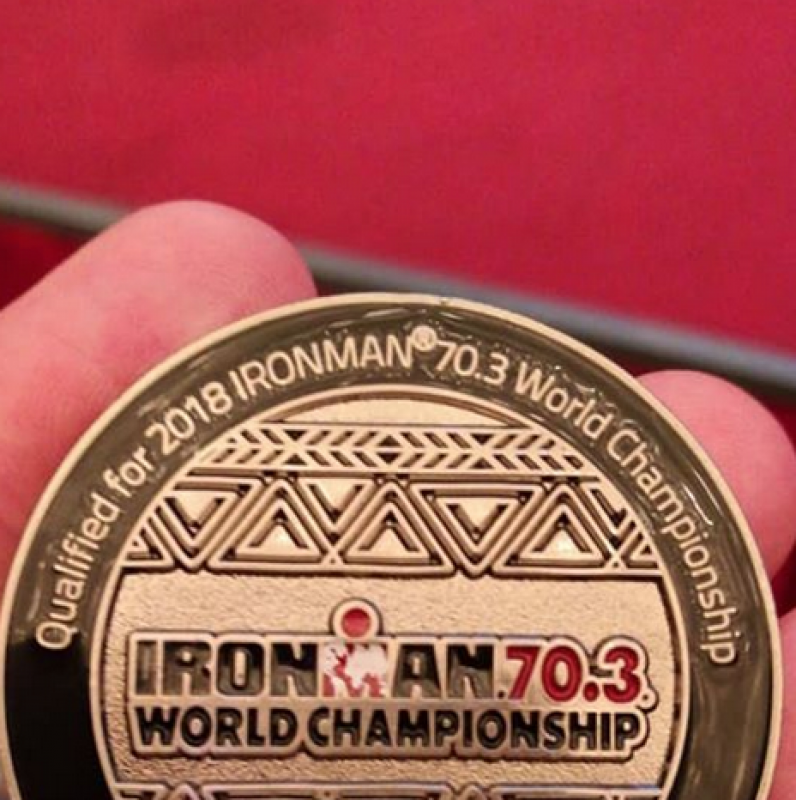 Qualified for 2018 IRONMAN® 70.3 World Championship
IRONMAN 70.3®
WORLD CHAMPIONSHIP